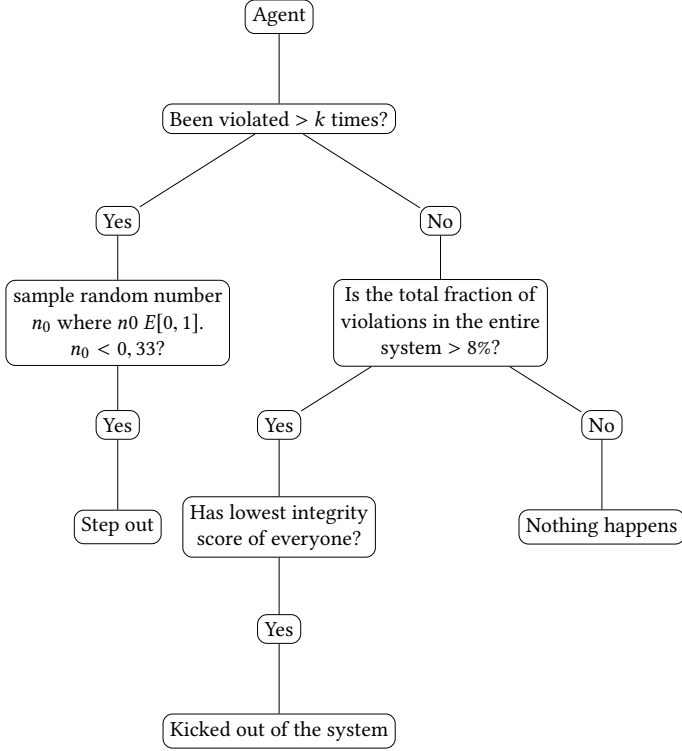 Agent
Been violated > k times?
Yes
No
sample random number
n₀ where n0 E[0, 1].
n₀ < 0, 33?
Is the total fraction of
violations in the entire
system > 8%?
Yes
Yes
No
Step out
Has lowest integrity
score of everyone?
Nothing happens
Yes
Kicked out of the system